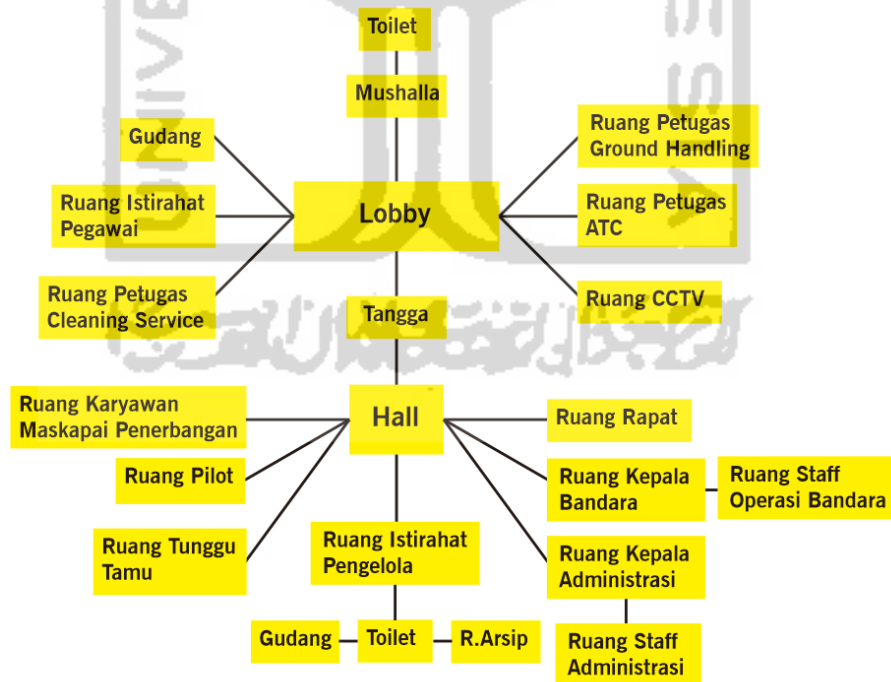 Toilet
Mushalla
Gudang
Ruang Petugas
Ground Handling
Ruang Istirahat
Pegawai
Lobby
Ruang Petugas
ATC
Ruang Petugas
Cleaning Service
Ruang CCTV
Tangga
Ruang Karyawan
Maskapai Penerbangan
Hall
Ruang Rapat
Ruang Pilot
Ruang Kepala
Bandara
Ruang Staff
Operasi Bandara
Ruang Tunggu
Tamu
Ruang Istirahat
Pengelola
Ruang Kepala
Administrasi
Gudang
Toilet
R.Arsip
Ruang Staff
Administrasi